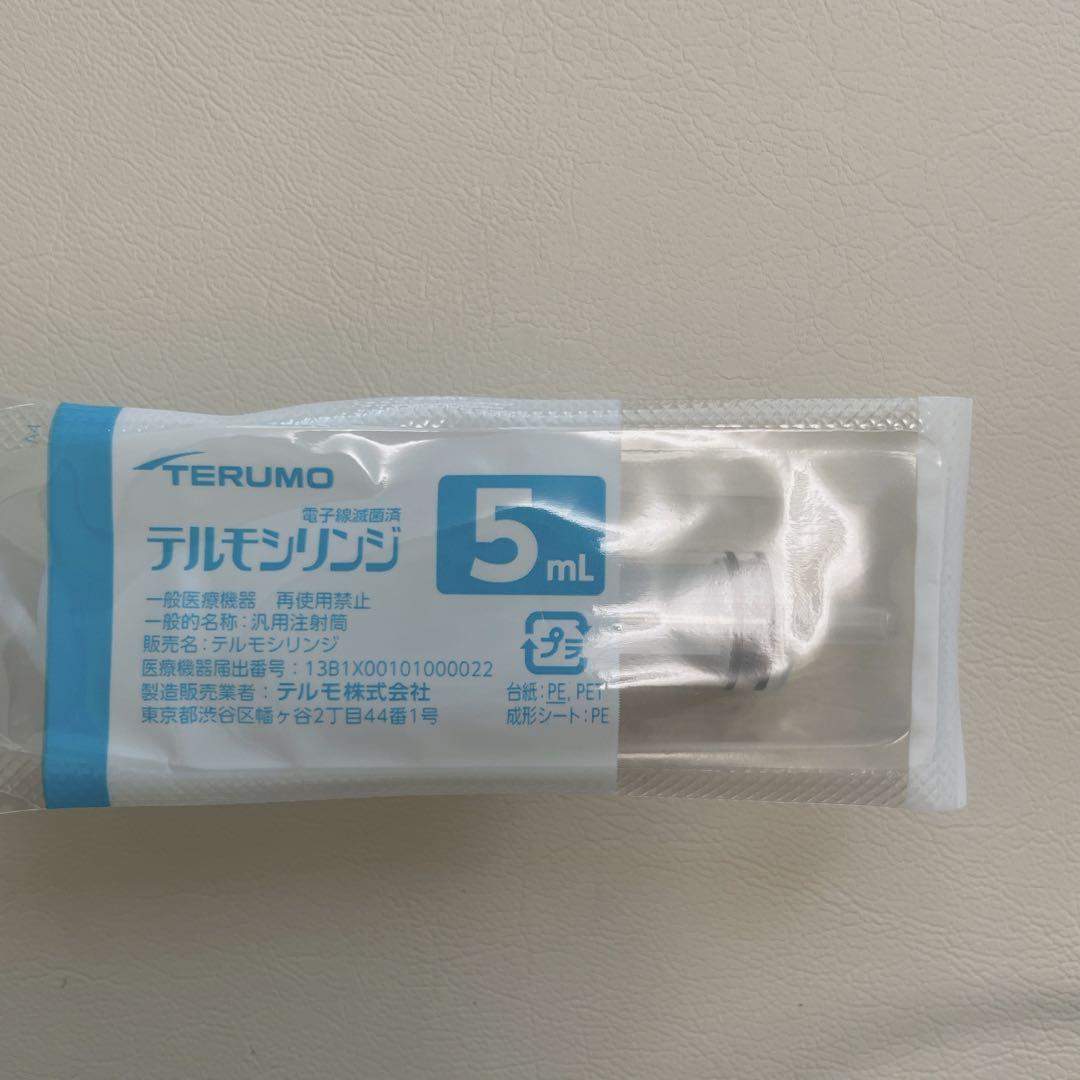 A4
TERUMO
電子線滅菌済
テルモシリンジ
5 mL
一般医療機器 再使用禁止
一般的名称:汎用注射筒
販売名:テルモシリンジ
医療機器届出番号:13B1X00101000022
製造販売業者:テルモ株式会社
東京都渋谷区幡ヶ谷2丁目44番1号
プラ
台紙:PE, PET
成形シート:PE